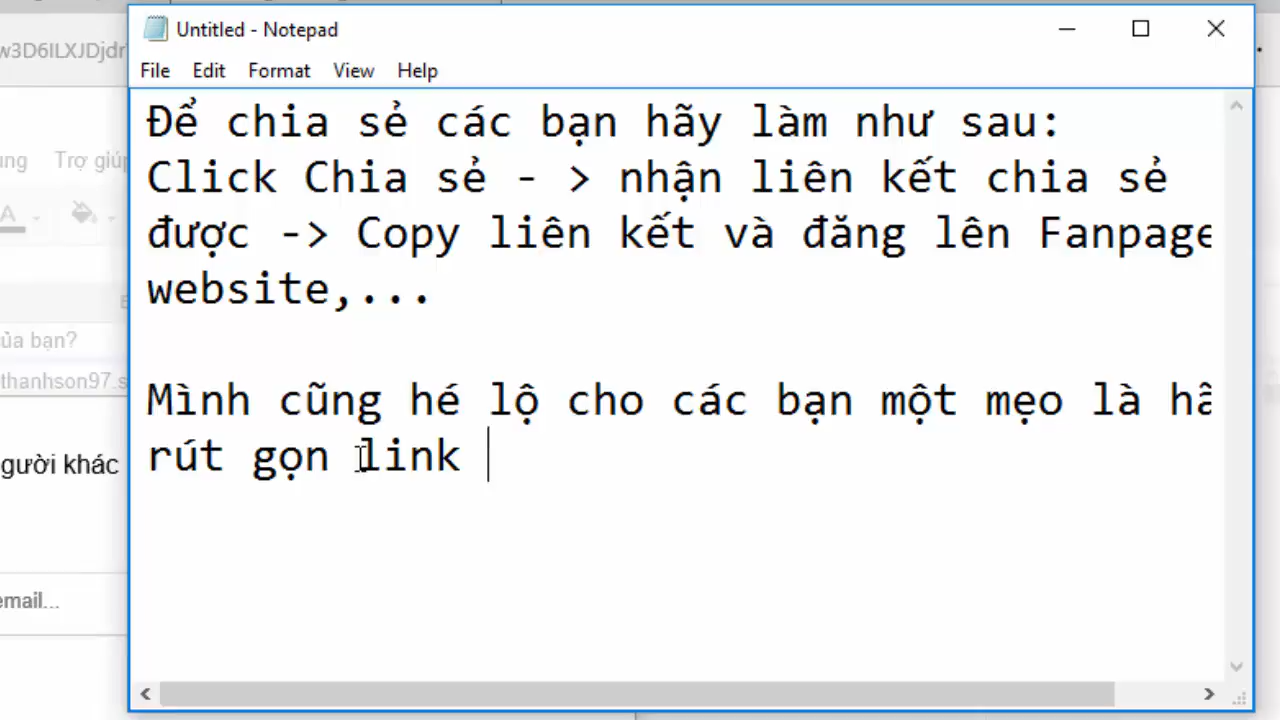 w3D6ILXJDjdr
Untitled - Notepad
File Edit Format View Help
ung Trợ giúp
A
Để chia sẻ các bạn hãy làm như sau:
Click Chia sẻ - > nhận liên kết chia sẻ
được -> Copy liên kết và đăng lên Fanpage
website,...
của bạn?
thanhson97.s
Mình cũng hé lộ cho các bạn một mẹo là hã
rút gọn link
gười khác
email...